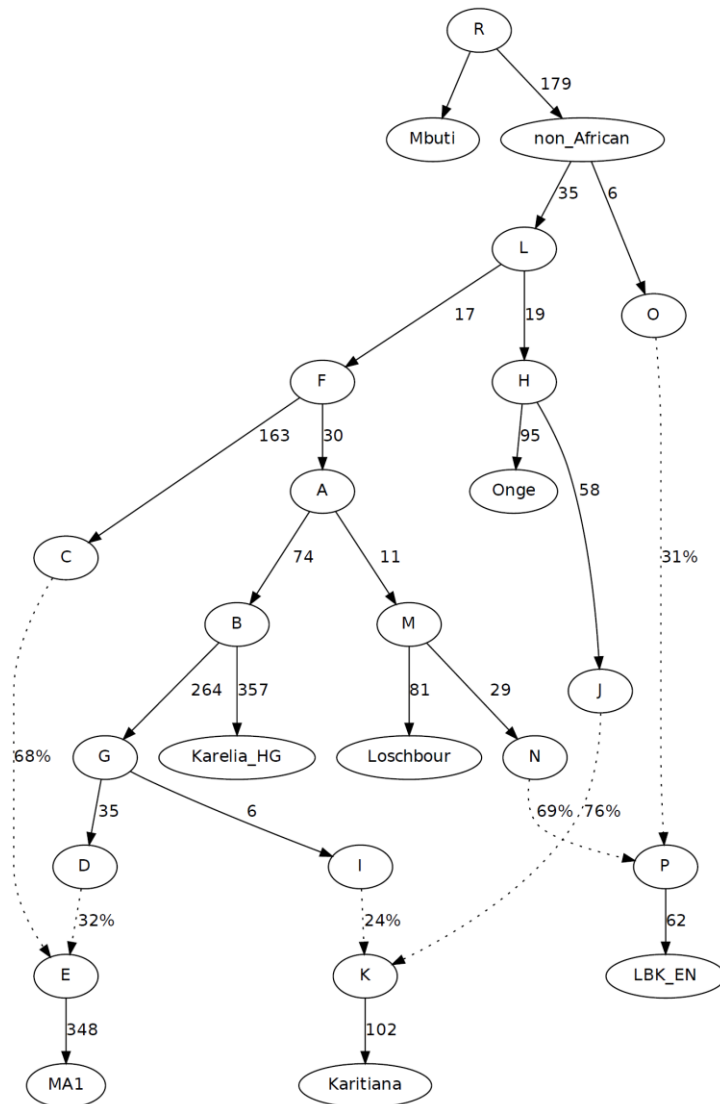 R
179
Mbuti
non_African
35
6
L
O
17
19
F
H
163
30
95
58
A
Onge
C
31%
74
11
B
M
J
264
357
81
29
G
Karelia_HG
Loschbour
N
68%
35
6
69%
76%
D
I
P
32%
24%
62
E
K
LBK_EN
348
102
MA1
Karitiana